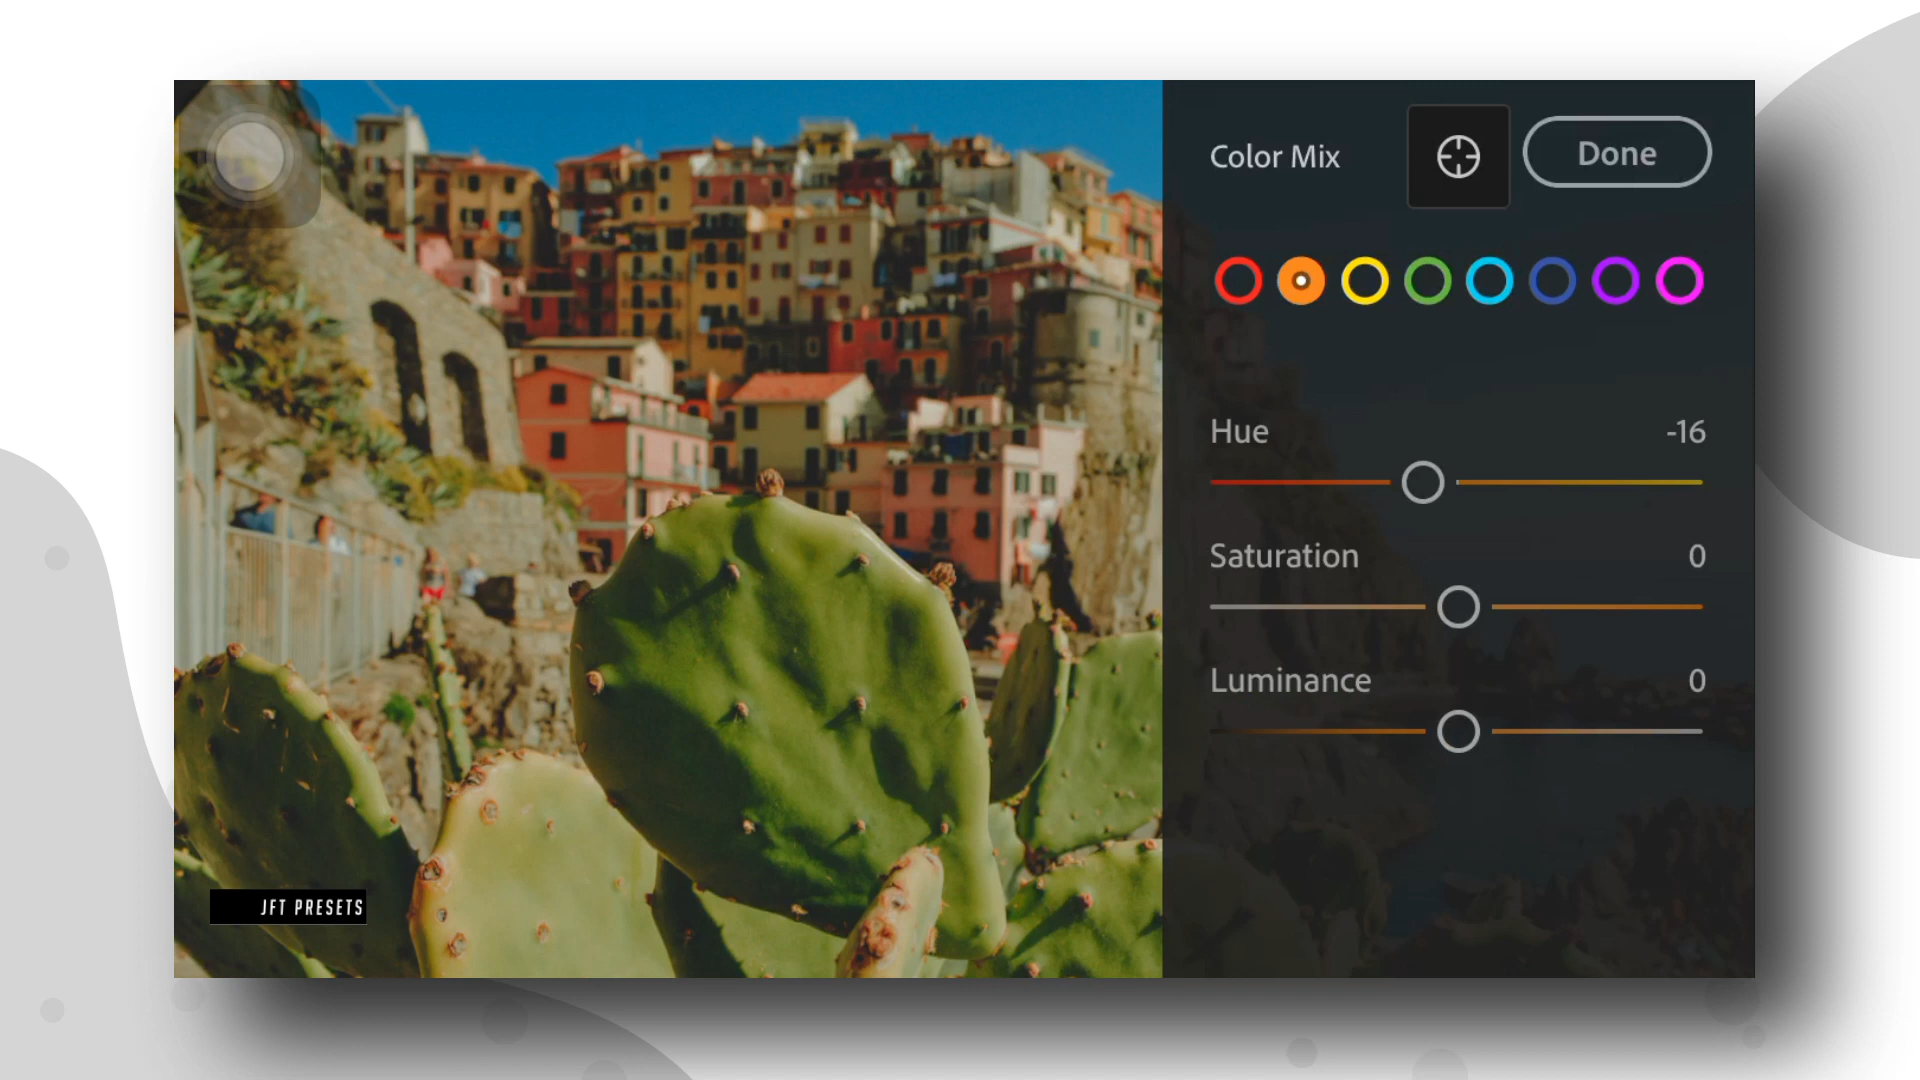 Color Mix
Done
Hue -16
Saturation 0
Luminance 0
JFT PRESETS